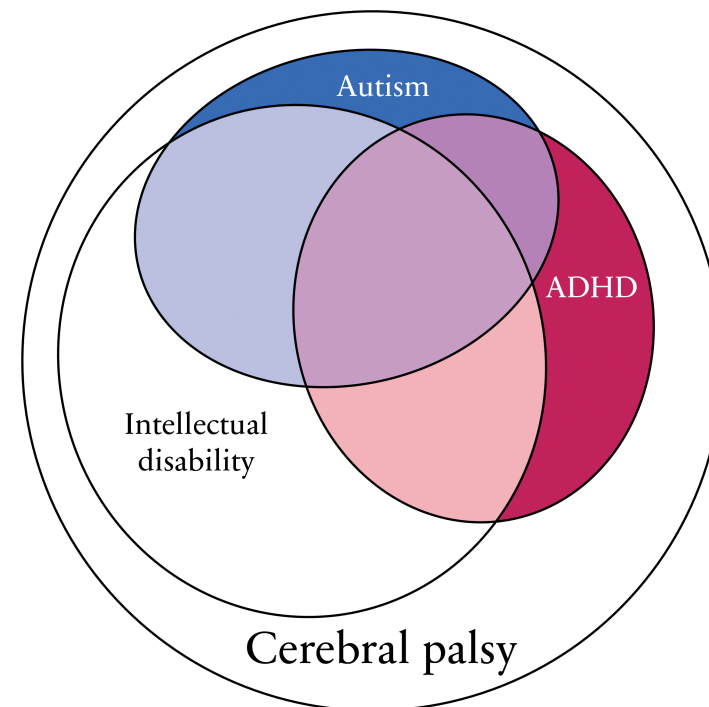 Autism
ADHD
Intellectual
disability
Cerebral palsy